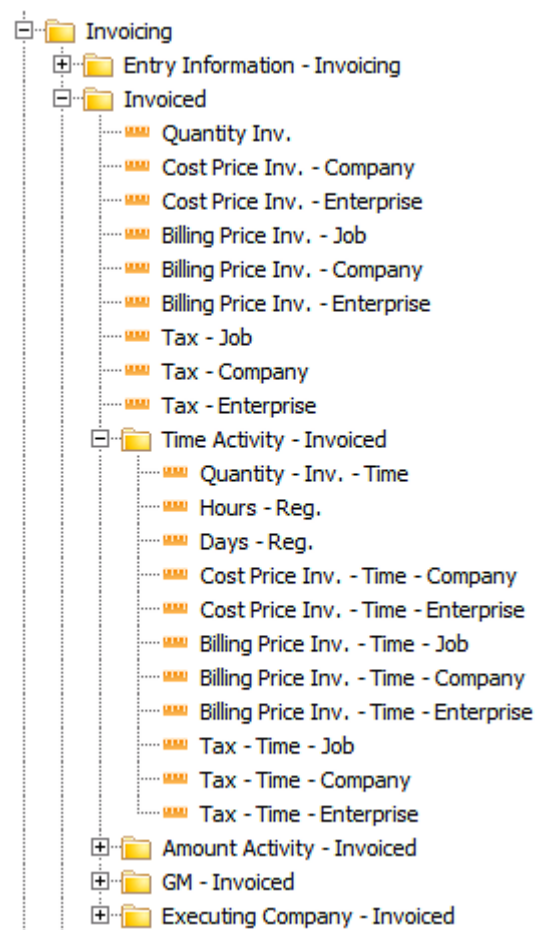 Invoicing
Entry Information - Invoicing
Invoiced
Quantity Inv.
Cost Price Inv. - Company
Cost Price Inv. - Enterprise
Billing Price Inv. - Job
Billing Price Inv. - Company
Billing Price Inv. - Enterprise
Tax - Job
Tax - Company
Tax - Enterprise
Time Activity - Invoiced
Quantity - Inv. - Time
Hours - Reg.
Days - Reg.
Cost Price Inv. - Time - Company
Cost Price Inv. - Time - Enterprise
Billing Price Inv. - Time - Job
Billing Price Inv. - Time - Company
Billing Price Inv. - Time - Enterprise
Tax - Time - Job
Tax - Time - Company
Tax - Time - Enterprise
Amount Activity - Invoiced
GM - Invoiced
Executing Company - Invoiced